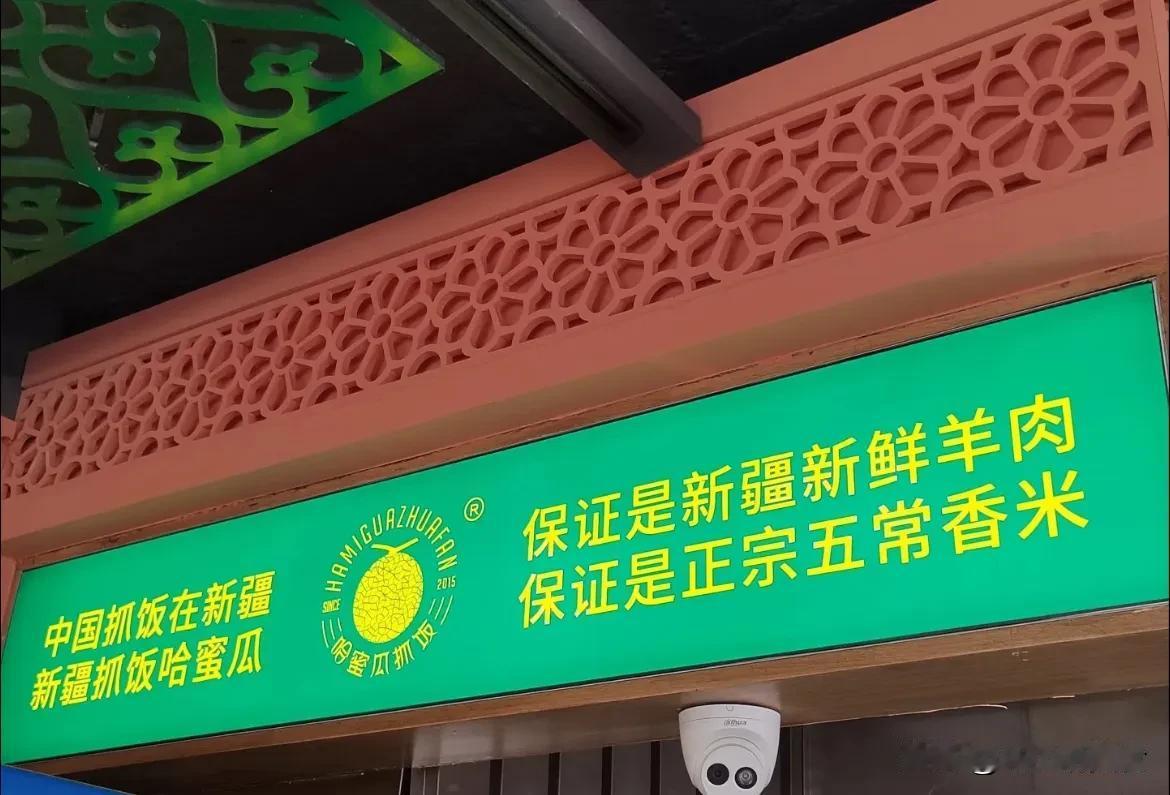 中国抓饭在新疆
新疆抓饭哈蜜瓜
HAMIGUAZHUAFAN
®
SINCE 2015
哈蜜瓜抓饭
保证是新疆新鲜羊肉
保证是正宗五常香米
alhua